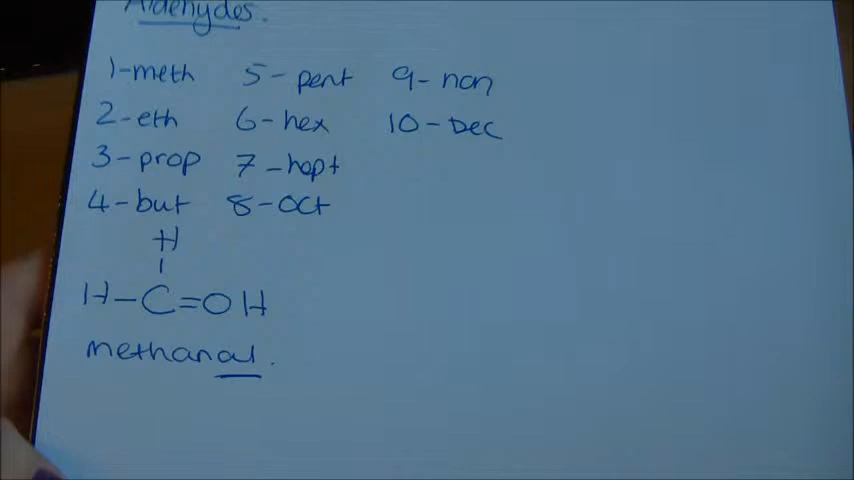 Aldehydes.
1-meth 5-pent 9-non
2-eth 6-hex 10-Dec
3-prop 7-hept
4-but 8-Oct
H
H-C=OH
methanal.